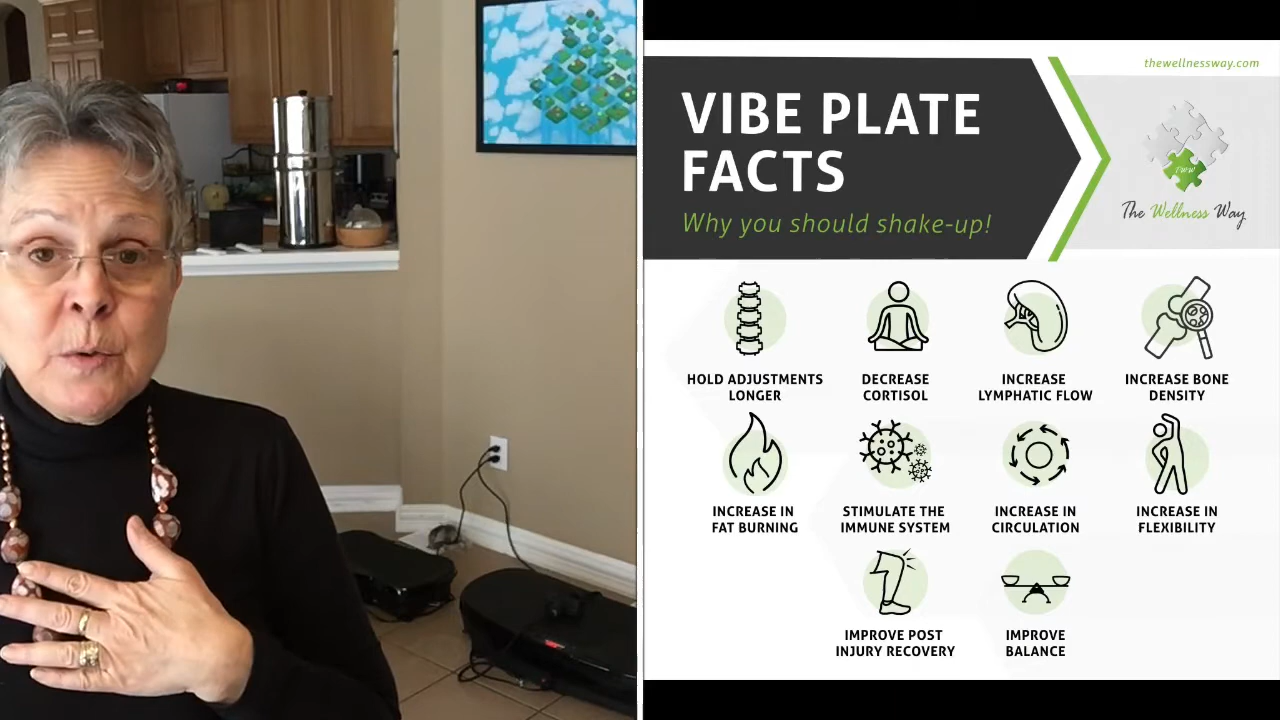 thewellnessway.com
VIBE PLATE
FACTS
Why you should shake-up!
TWW
The Wellness Way
HOLD ADJUSTMENTS
LONGER
DECREASE
CORTISOL
INCREASE
LYMPHATIC FLOW
INCREASE BONE
DENSITY
INCREASE IN
FAT BURNING
STIMULATE THE
IMMUNE SYSTEM
INCREASE IN
CIRCULATION
INCREASE IN
FLEXIBILITY
IMPROVE POST
INJURY RECOVERY
IMPROVE
BALANCE